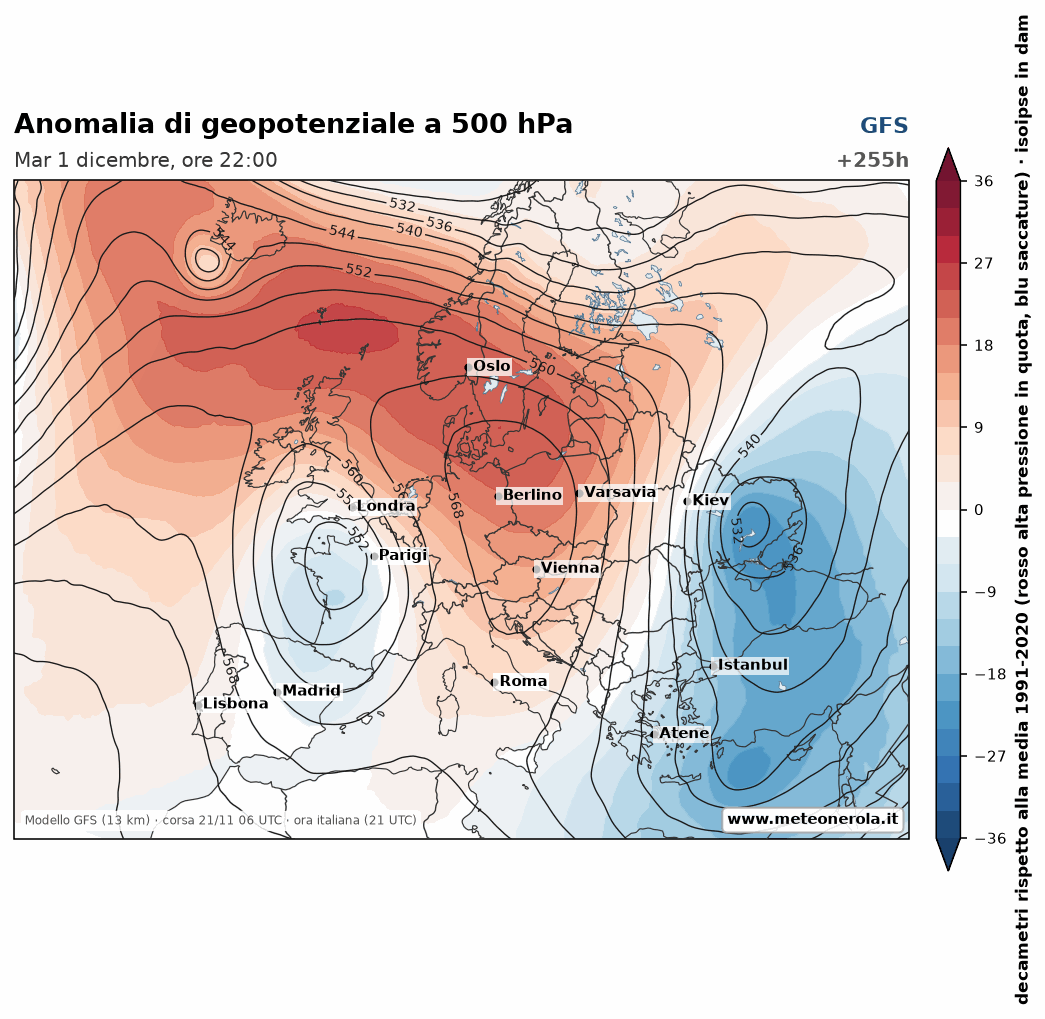 Anomalia di geopotenziale a 500 hPa
GFS
Mar 1 dicembre, ore 22:00
+255h
532
536
540
544
552
544
Oslo
560
540
560
Berlino
Varsavia
Kiev
Londra
568
532
552
536
Parigi
Vienna
568
Istanbul
Roma
Madrid
Lisbona
Atene
Modello GFS (13 km) · corsa 21/11 06 UTC · ora italiana (21 UTC)
www.meteonerola.it
36
27
18
9
0
−9
−18
−27
−36
decametri rispetto alla media 1991-2020 (rosso alta pressione in quota, blu saccature) · isoipse in dam